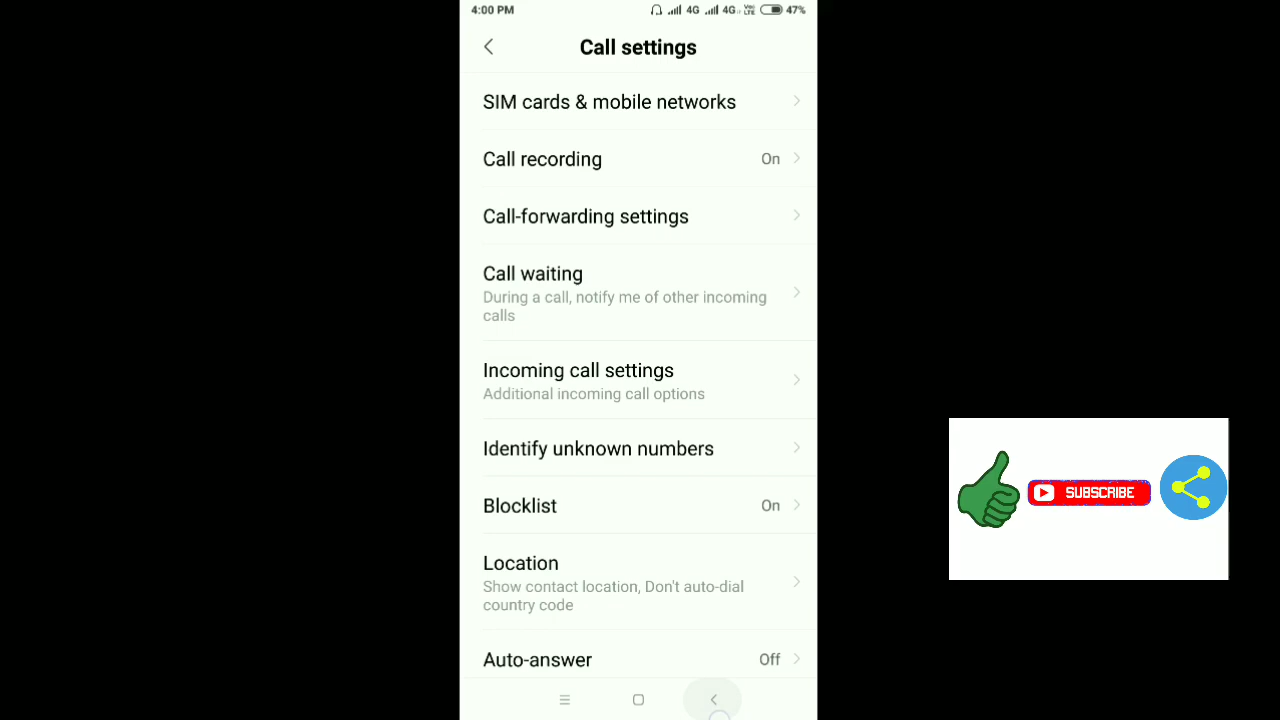 4:00 PM 4G 4G VoLTE 47%
Call settings
SIM cards & mobile networks
Call recording On
Call-forwarding settings
Call waiting
During a call, notify me of other incoming
calls
Incoming call settings
Additional incoming call options
Identify unknown numbers
Blocklist On
Location
Show contact location, Don't auto-dial
country code
Auto-answer Off
SUBSCRIBE